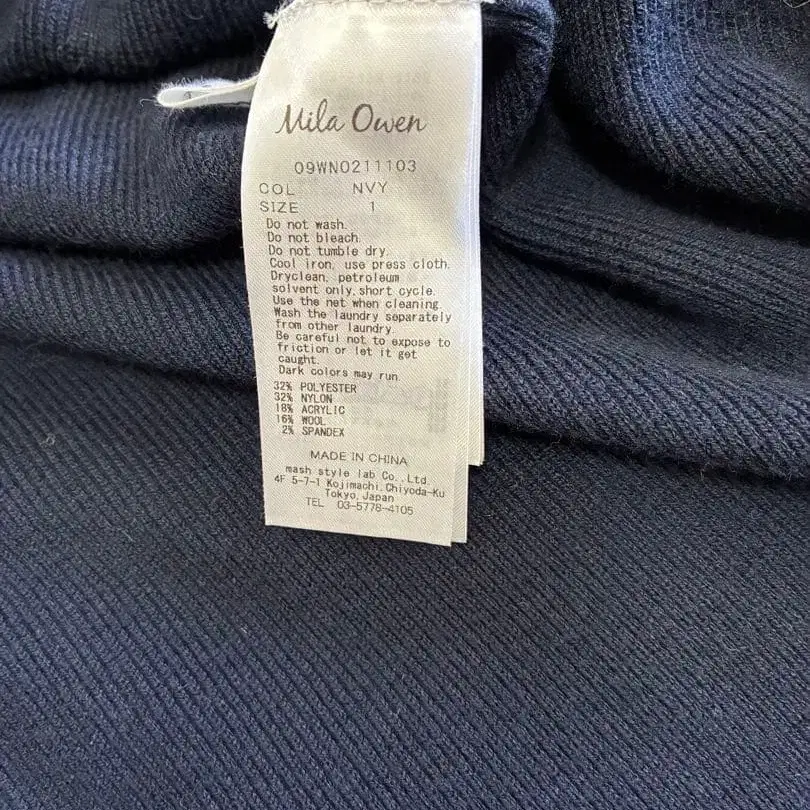 Mila Owen
09WN0211103
COL NVY
SIZE 1
Do not wash.
Do not bleach.
Do not tumble dry.
Cool iron, use press cloth.
Dryclean, petroleum
solvent only, short cycle.
Use the net when cleaning.
Wash the laundry separately
from other laundry.
Be careful not to expose to
friction or let it get
caught.
Dark colors may run.
32% POLYESTER
32% NYLON
18% ACRYLIC
16% WOOL
2% SPANDEX
MADE IN CHINA
mash style lab Co., Ltd.
4F 5-7-1 Kojimachi, Chiyoda-Ku
Tokyo, Japan
TEL 03-5778-4105